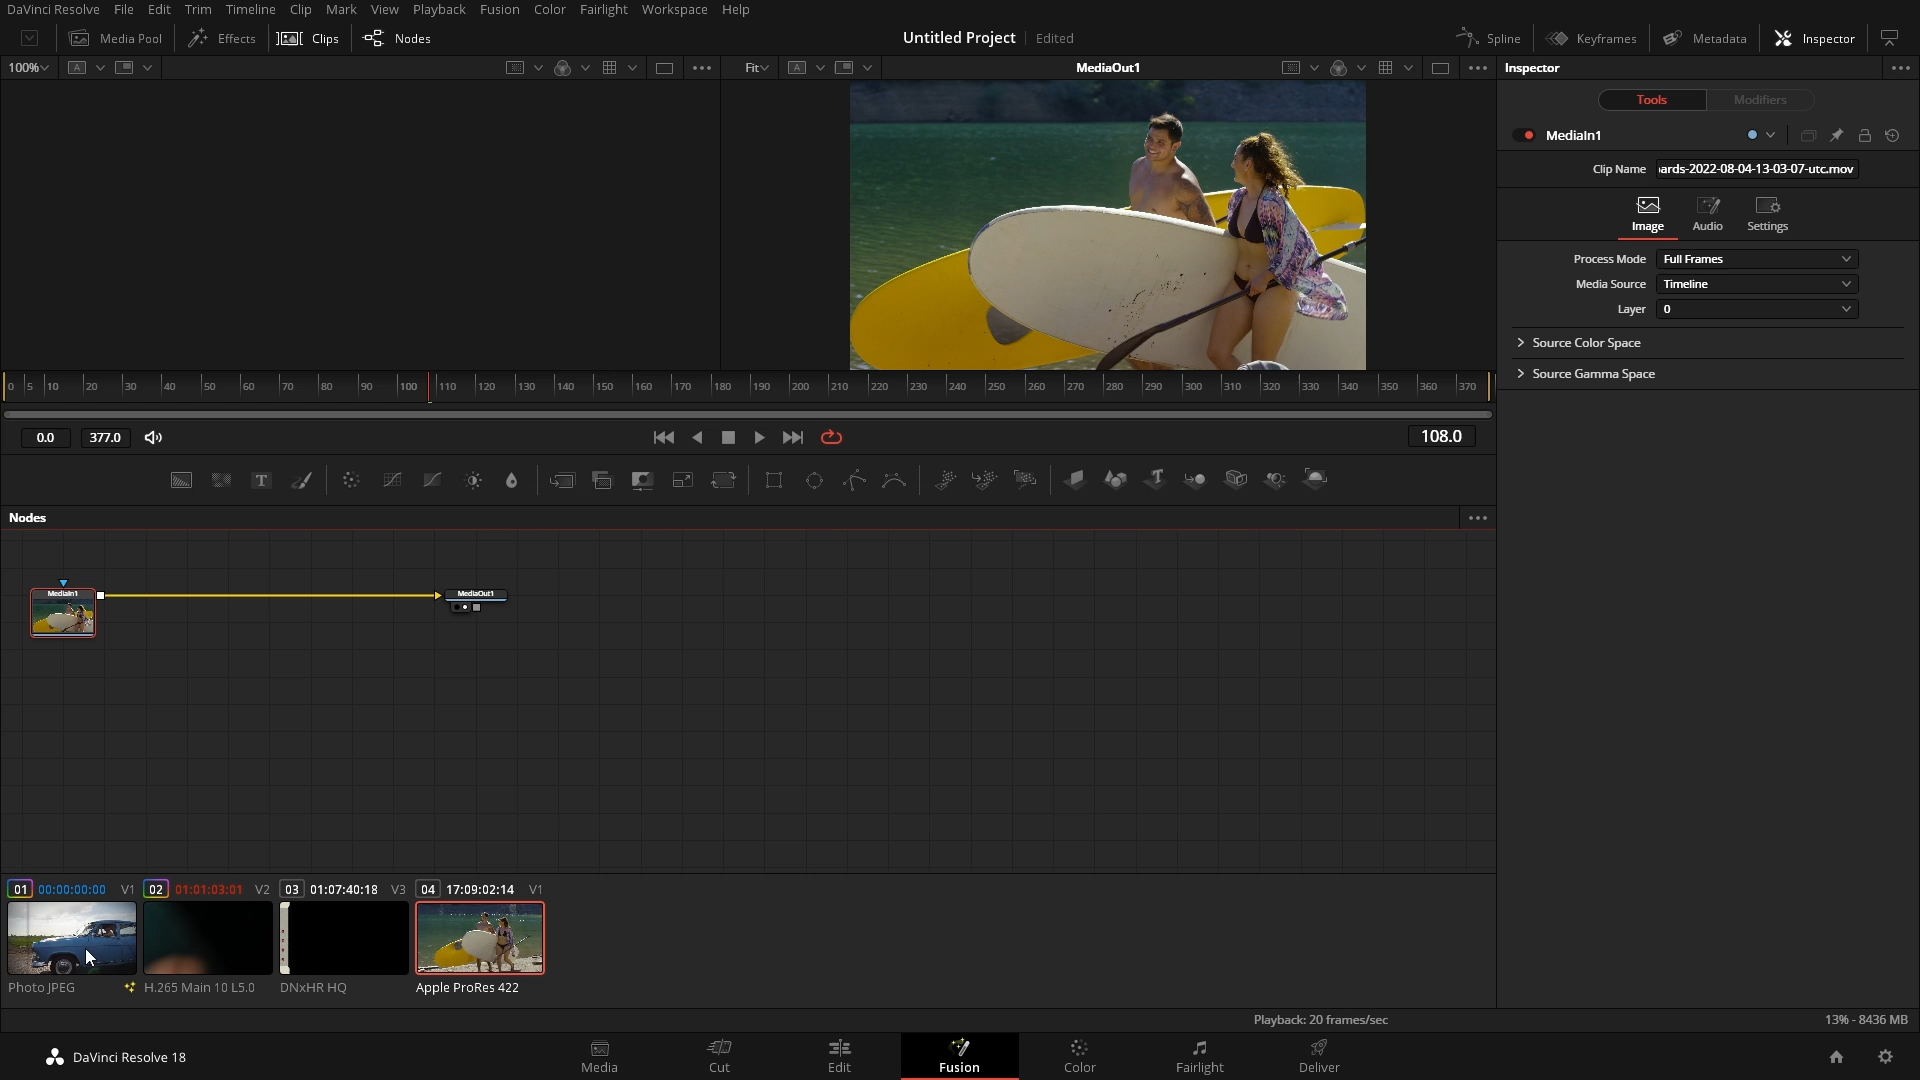 DaVinci Resolve File Edit Trim Timeline Clip Mark View Playback Fusion Color Fairlight Workspace Help
Media Pool Effects Clips Nodes Untitled Project Edited Spline Keyframes Metadata Inspector
100% A Fit A MediaOut1 Inspector
Tools Modifiers
MediaIn1
Clip Name ards-2022-08-04-13-03-07-utc.mov
Image Audio Settings
Process Mode Full Frames
Media Source Timeline
Layer 0
Source Color Space
Source Gamma Space
0 5 10 20 30 40 50 60 70 80 90 100 110 120 130 140 150 160 170 180 190 200 210 220 230 240 250 260 270 280 290 300 310 320 330 340 350 360 370
0.0 377.0 108.0
T T
Nodes
MediaIn1 MediaOut1
01 00:00:00:00 V1 02 01:01:03:01 V2 03 01:07:40:18 V3 04 17:09:02:14 V1
Photo JPEG H.265 Main 10 L5.0 DNxHR HQ Apple ProRes 422
Playback: 20 frames/sec 13% - 8436 MB
DaVinci Resolve 18 Media Cut Edit Fusion Color Fairlight Deliver